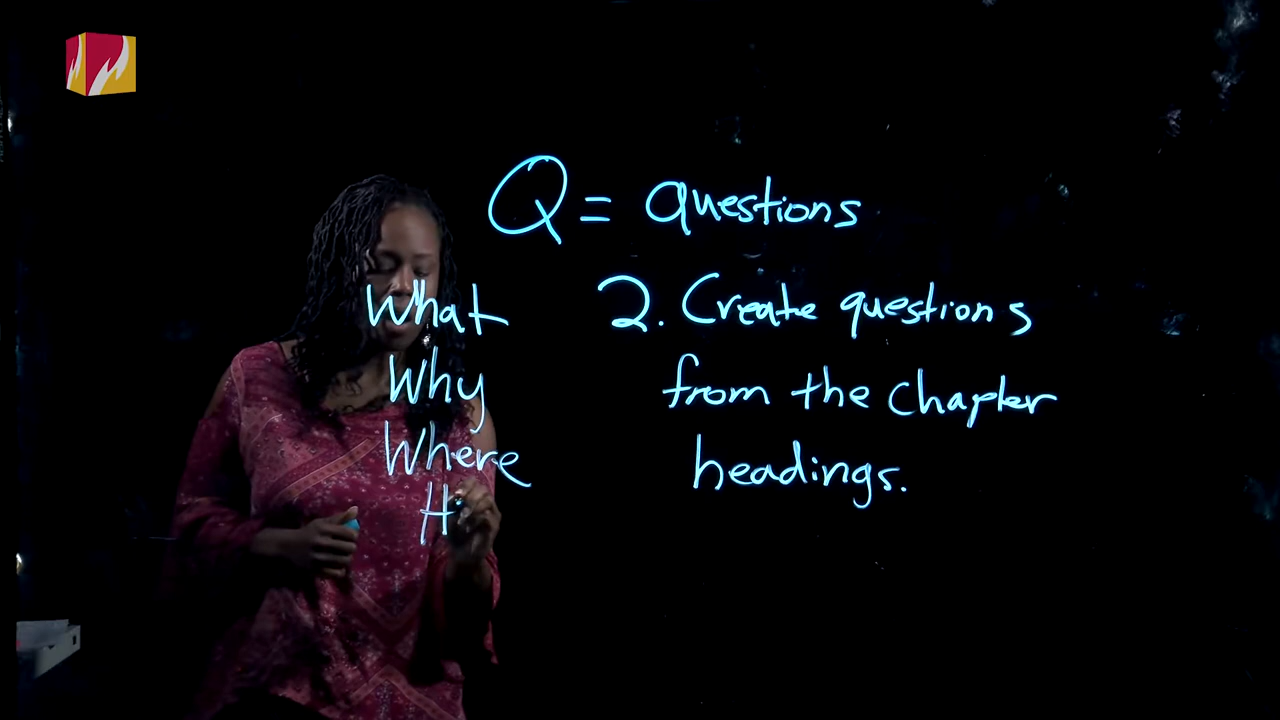 Q = questions
What
Why
Where
H
2. Create questions
from the chapter
headings.